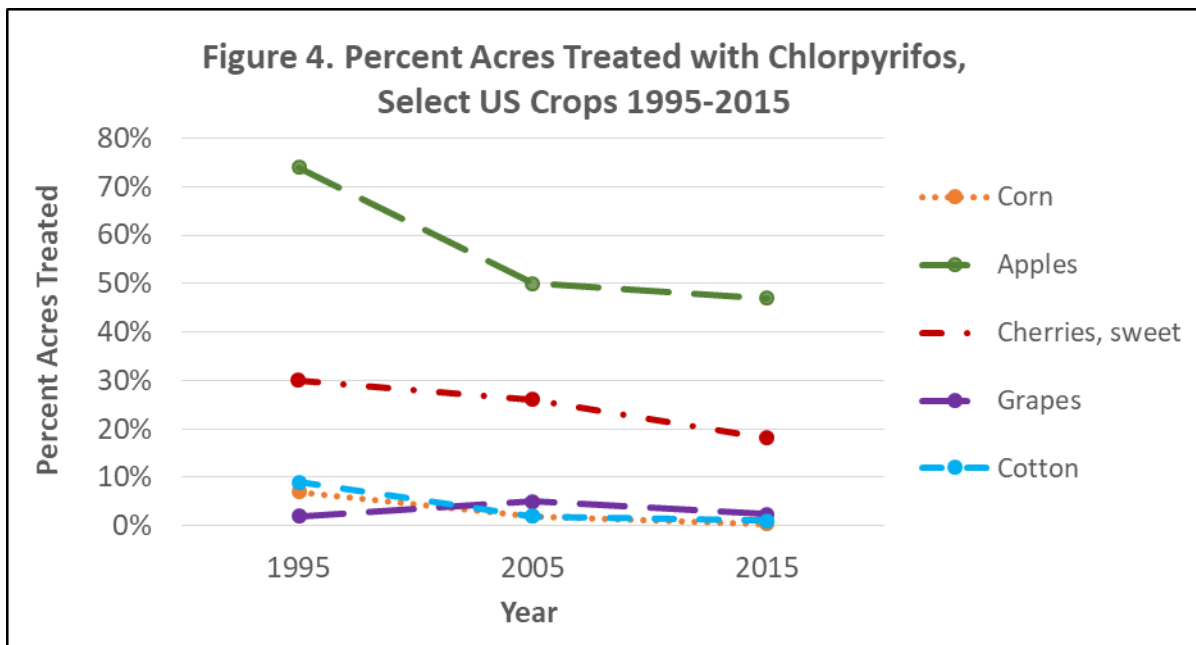 Figure 4. Percent Acres Treated with Chlorpyrifos,
Select US Crops 1995-2015
80%
70%
60%
50%
40%
30%
20%
10%
0%
Percent Acres Treated
1995 2005 2015
Year
Corn
Apples
Cherries, sweet
Grapes
Cotton